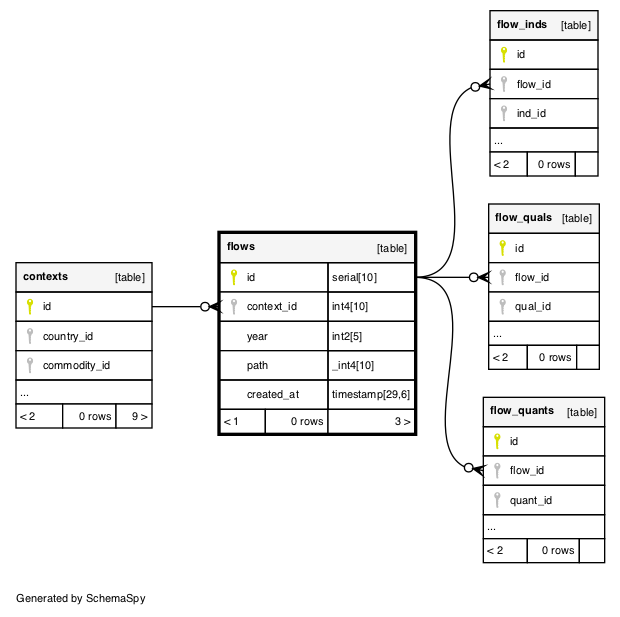 flow_inds [table]
id
flow_id
ind_id
...
< 2 0 rows
flow_quals [table]
id
flow_id
qual_id
...
< 2 0 rows
flows [table]
id serial[10]
context_id int4[10]
year int2[5]
path _int4[10]
created_at timestamp[29,6]
< 1 0 rows 3 >
contexts [table]
id
country_id
commodity_id
...
< 2 0 rows 9 >
flow_quants [table]
id
flow_id
quant_id
...
< 2 0 rows
Generated by SchemaSpy